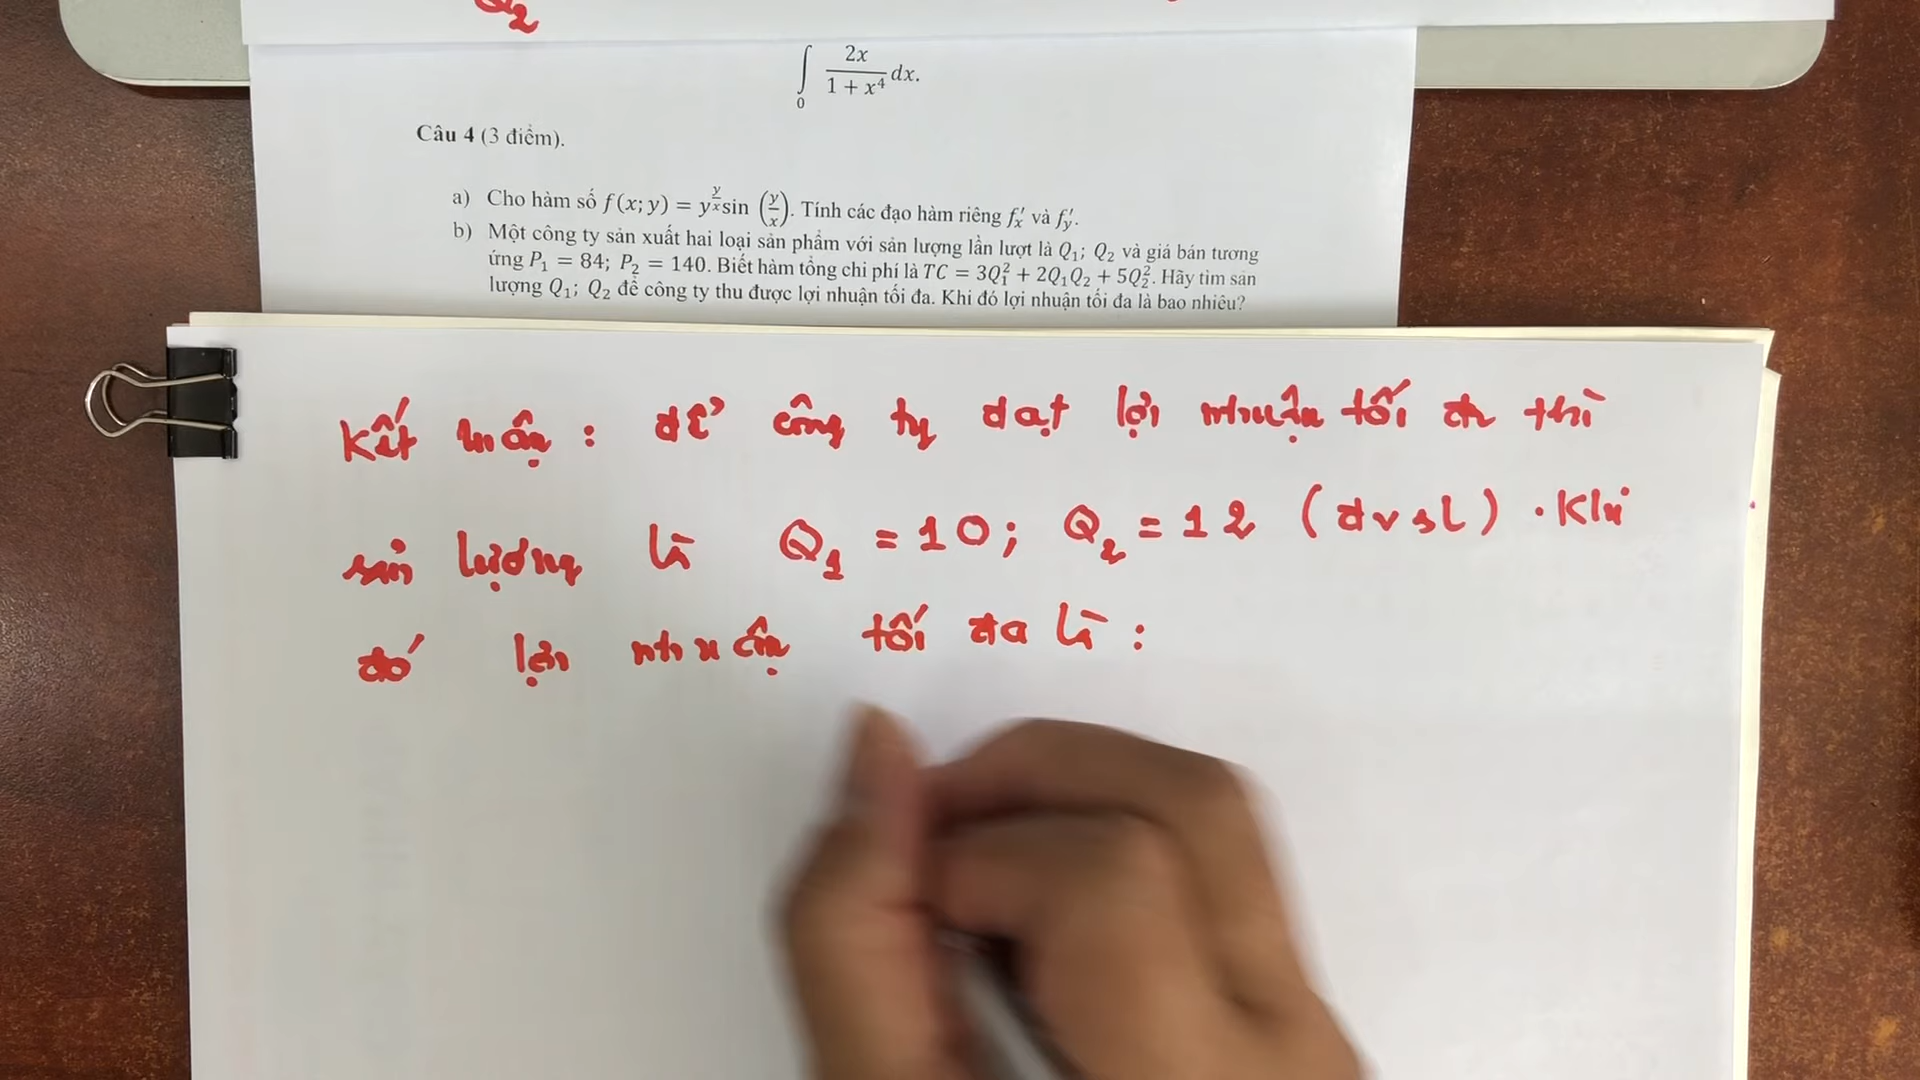 Q₂
∫₀ 2x / (1 + x⁴) dx.
Câu 4 (3 điểm).
a) Cho hàm số f(x; y) = y^(y/x) sin (y/x). Tính các đạo hàm riêng f′ₓ và f′ᵧ.
b) Một công ty sản xuất hai loại sản phẩm với sản lượng lần lượt là Q₁; Q₂ và giá bán tương
ứng P₁ = 84; P₂ = 140. Biết hàm tổng chi phí là TC = 3Q₁² + 2Q₁Q₂ + 5Q₂². Hãy tìm sản
lượng Q₁; Q₂ để công ty thu được lợi nhuận tối đa. Khi đó lợi nhuận tối đa là bao nhiêu?
Kết luận : để công ty đạt lợi nhuận tối đa thì
sản lượng là Q₁ = 10; Q₂ = 12 (đvsl) . Khi
đó lợi nhuận tối đa là :